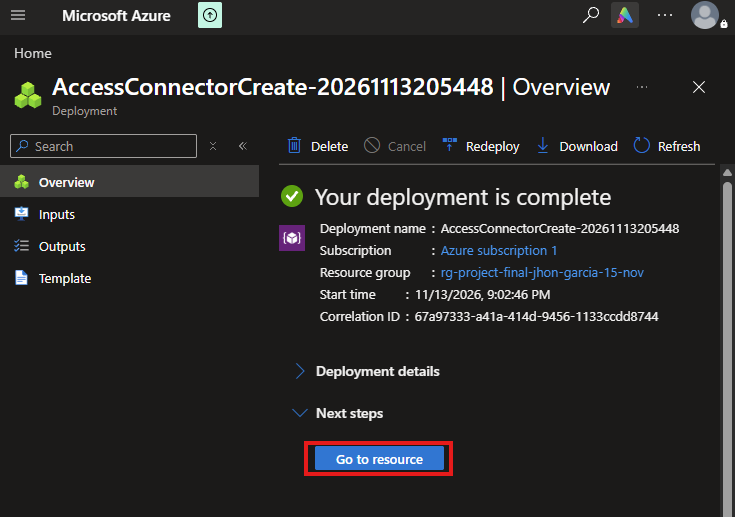 Microsoft Azure
Home
AccessConnectorCreate-20261113205448 | Overview
Deployment
Search
Delete Cancel Redeploy Download Refresh
Overview
Inputs
Outputs
Template
Your deployment is complete
Deployment name : AccessConnectorCreate-20261113205448
Subscription : Azure subscription 1
Resource group : rg-project-final-jhon-garcia-15-nov
Start time : 11/13/2026, 9:02:46 PM
Correlation ID : 67a97333-a41a-414d-9456-1133ccdd8744
Deployment details
Next steps
Go to resource